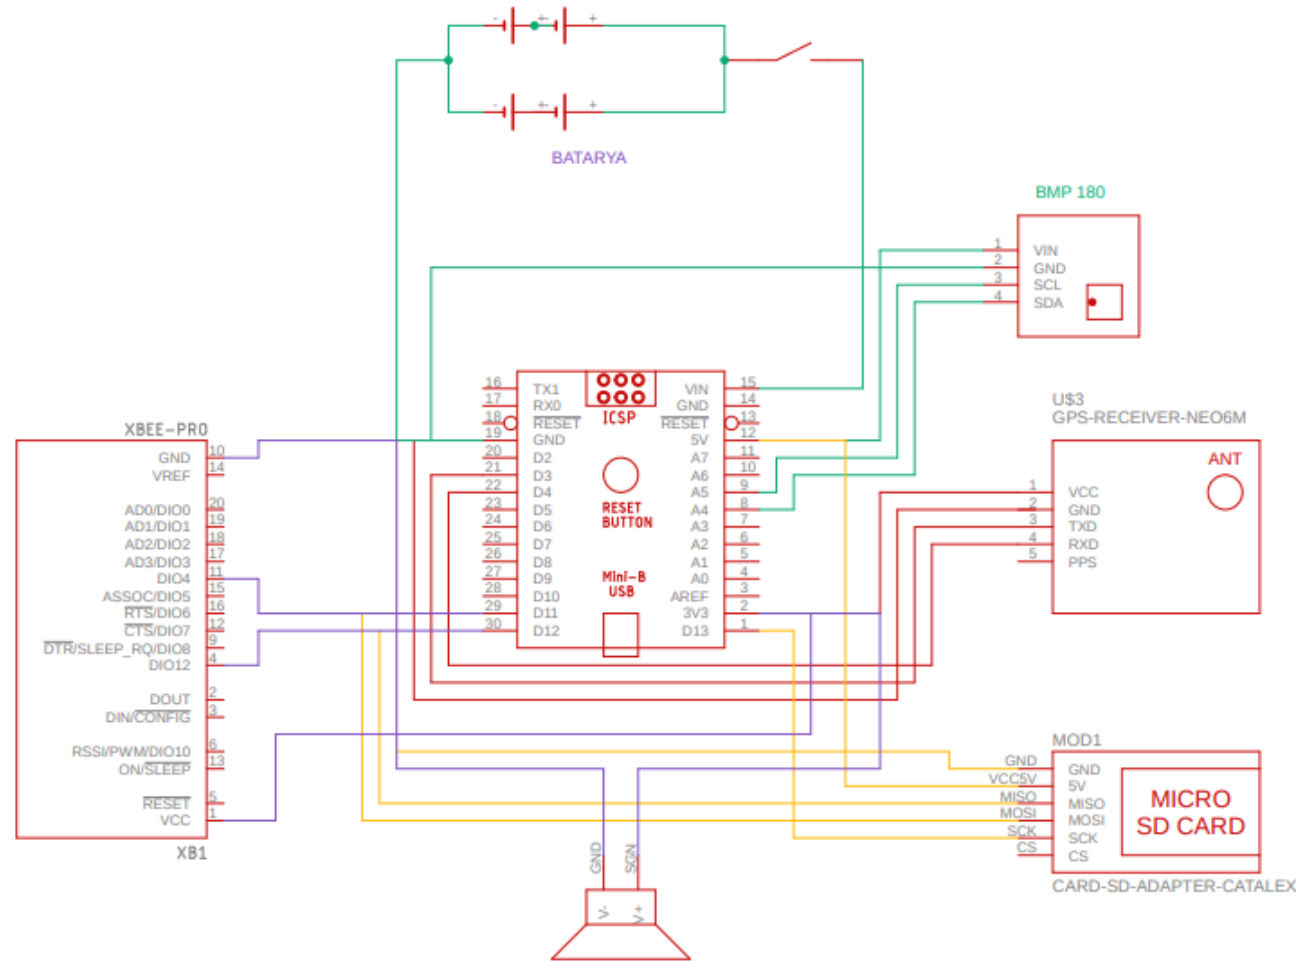 - + - +
- + - +
BATARYA
BMP 180
1 VIN
2 GND
3 SCL
4 SDA
XBEE-PRO
GND 10
VREF 14
AD0/DIO0 20
AD1/DIO1 19
AD2/DIO2 18
AD3/DIO3 17
DIO4 11
ASSOC/DIO5 15
RTS/DIO6 16
CTS/DIO7 12
DTR/SLEEP_RQ/DIO8 9
DIO12 4
DOUT 2
DIN/CONFIG 3
RSSI/PWM/DIO10 6
ON/SLEEP 13
RESET 5
VCC 1
XB1
16 TX1
17 RX0
18 RESET
19 GND
20 D2
21 D3
22 D4
23 D5
24 D6
25 D7
26 D8
27 D9
28 D10
29 D11
30 D12
ICSP
RESET
BUTTON
Mini-B
USB
VIN 15
GND 14
RESET 13
5V 12
A7 11
A6 10
A5 9
A4 8
A3 7
A2 6
A1 5
A0 4
AREF 3
3V3 2
D13 1
U$3
GPS-RECEIVER-NEO6M
ANT
1 VCC
2 GND
3 TXD
4 RXD
5 PPS
MOD1
GND GND
VCC5V 5V
MISO MISO
MOSI MOSI
SCK SCK
CS CS
MICRO
SD CARD
CARD-SD-ADAPTER-CATALEX
GND
SGN
V-
V+